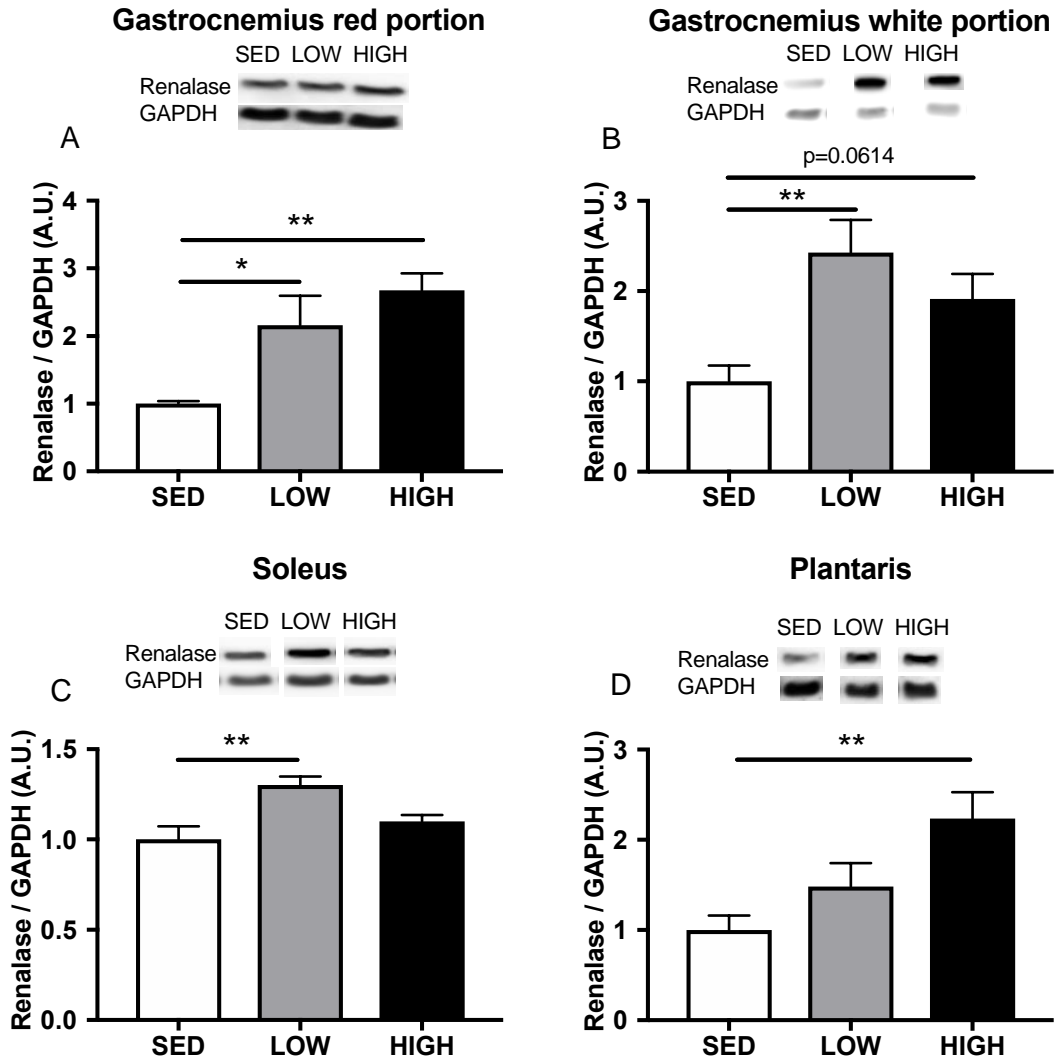 Gastrocnemius red portion
SED LOW HIGH
Renalase
GAPDH
A
Renalase / GAPDH (A.U.)
4
3
2
1
0
**
*
SED LOW HIGH
Gastrocnemius white portion
SED LOW HIGH
Renalase
GAPDH
B
p=0.0614
**
Renalase / GAPDH (A.U.)
3
2
1
0
SED LOW HIGH
Soleus
SED LOW HIGH
Renalase
GAPDH
C
**
Renalase / GAPDH (A.U.)
1.5
1.0
0.5
0.0
SED LOW HIGH
Plantaris
SED LOW HIGH
Renalase
GAPDH
D
**
Renalase / GAPDH (A.U.)
3
2
1
0
SED LOW HIGH